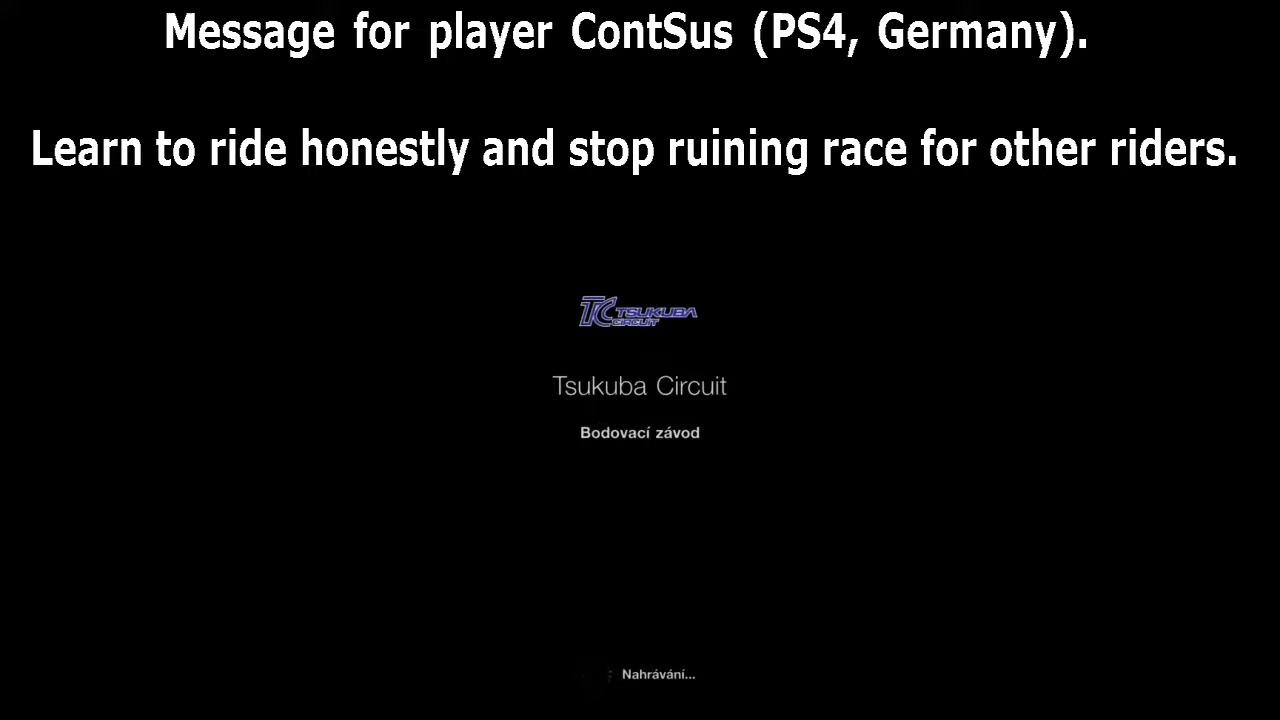 Message for player ContSus (PS4, Germany).
Learn to ride honestly and stop ruining race for other riders.
TC TSUKUBA
CIRCUIT
Tsukuba Circuit
Bodovací závod
Nahrávání...